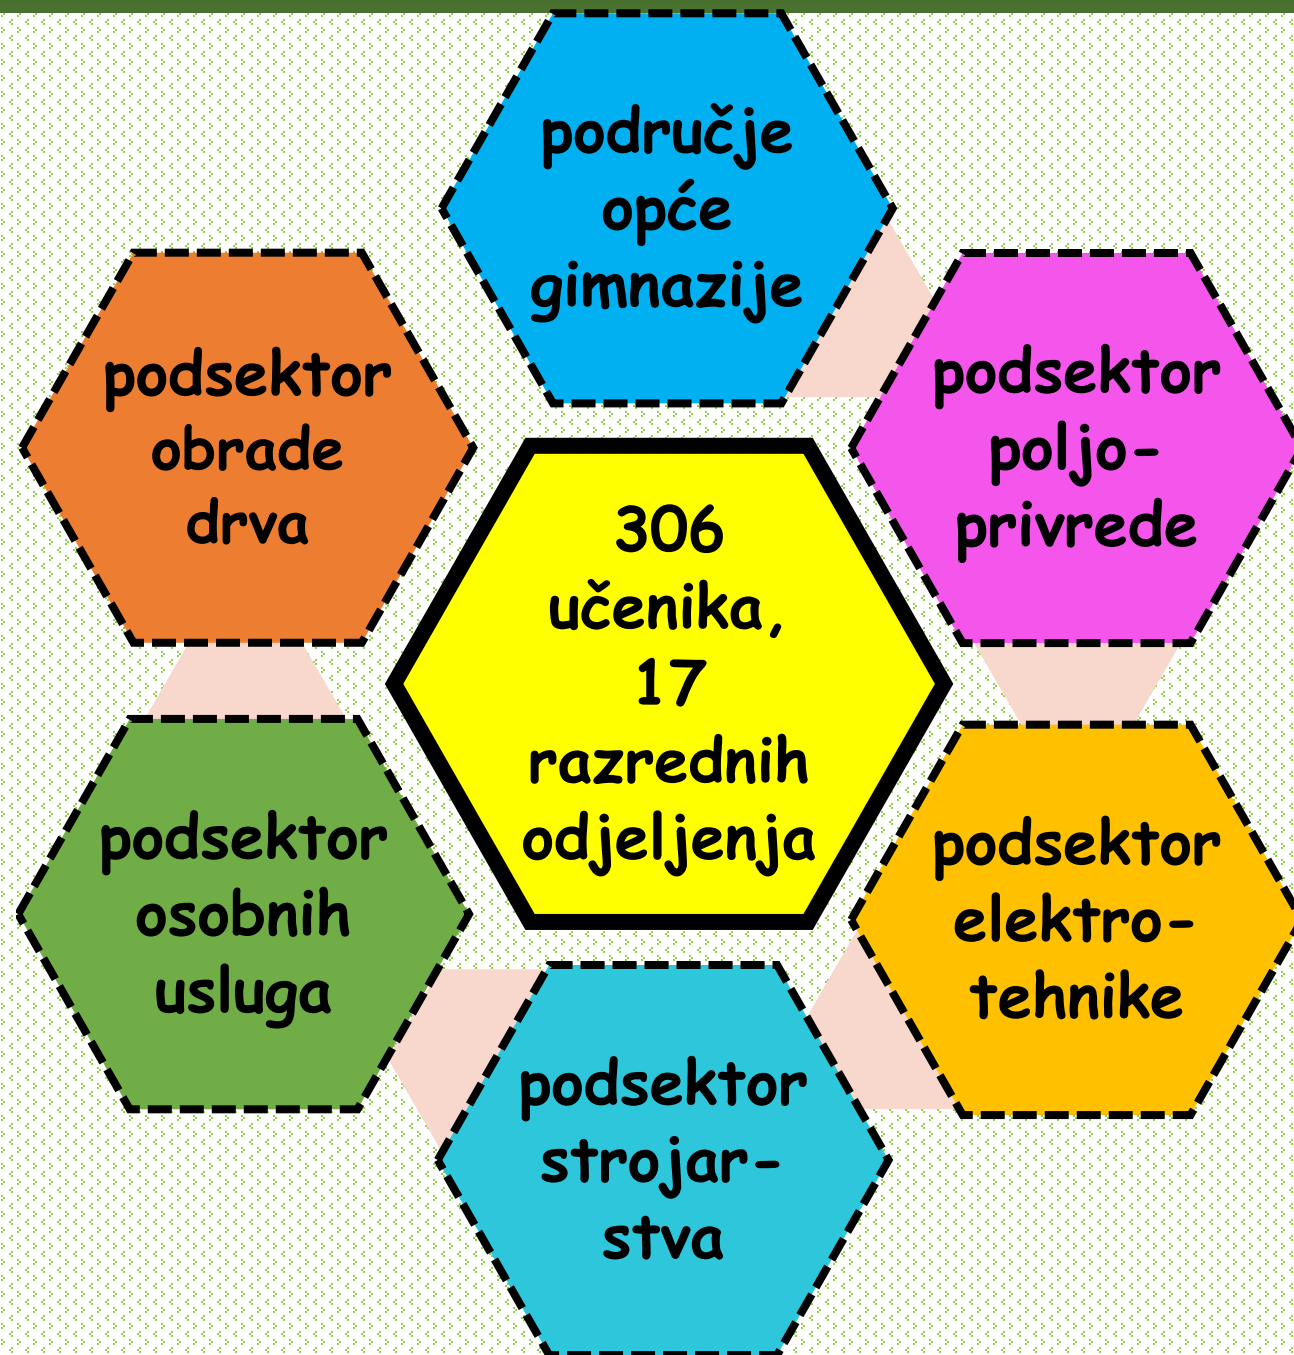 područje
opće
gimnazije
podsektor
obrade
drva
podsektor
poljo-
privrede
306
učenika,
17
razrednih
odjeljenja
podsektor
osobnih
usluga
podsektor
elektro-
tehnike
podsektor
strojar-
stva